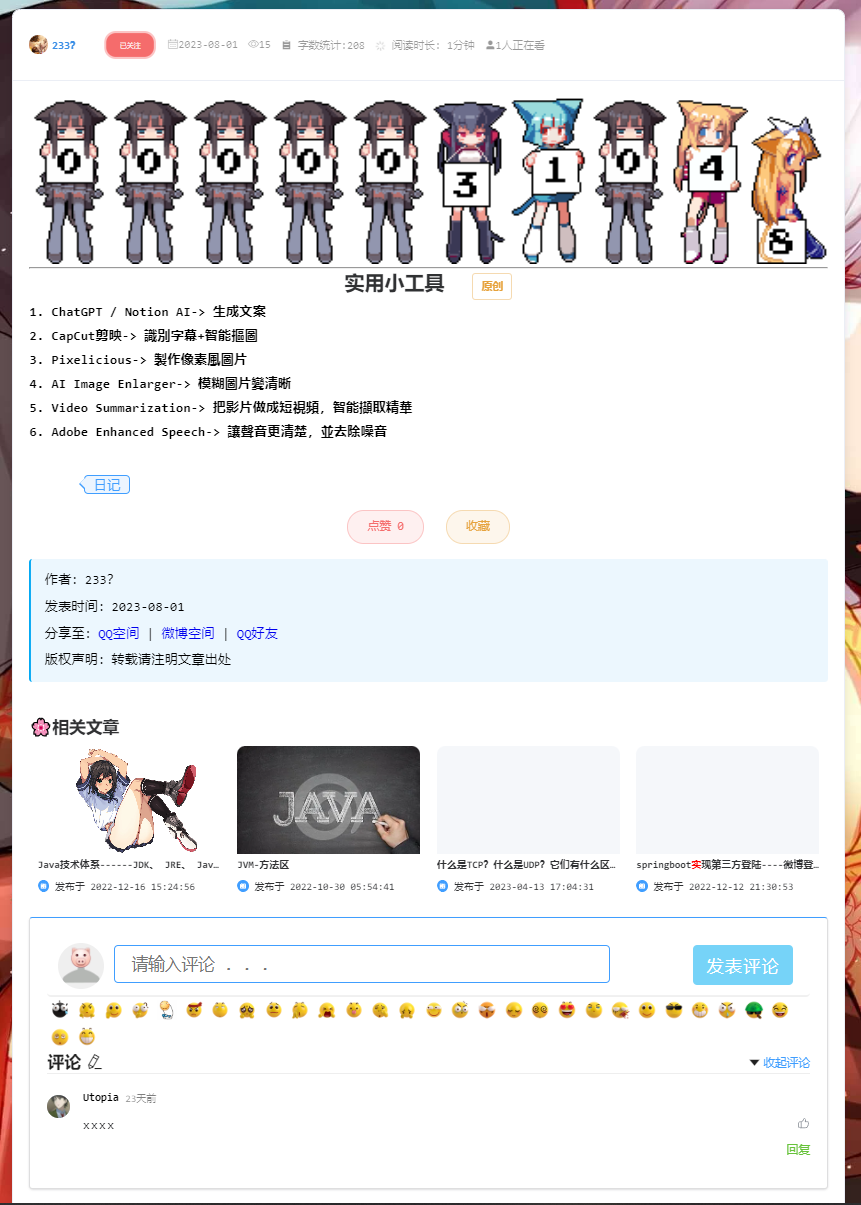 233?
已关注
2023-08-01
15
字数统计:208
阅读时长: 1分钟
1人正在看
0 0 0 0 0 3 1 0 4 8
实用小工具
原创
1. ChatGPT / Notion AI-> 生成文案
2. CapCut剪映-> 識別字幕+智能摳圖
3. Pixelicious-> 製作像素風圖片
4. AI Image Enlarger-> 模糊圖片變清晰
5. Video Summarization-> 把影片做成短視頻, 智能擷取精華
6. Adobe Enhanced Speech-> 讓聲音更清楚, 並去除噪音
日记
点赞 0
收藏
作者: 233?
发表时间: 2023-08-01
分享至: QQ空间 | 微博空间 | QQ好友
版权声明: 转载请注明文章出处
相关文章
JAVA
Java技术体系------JDK、 JRE、 Jav…
发布于 2022-12-16 15:24:56
JVM-方法区
发布于 2022-10-30 05:54:41
什么是TCP? 什么是UDP? 它们有什么区…
发布于 2023-04-13 17:04:31
springboot实现第三方登陆----微博登…
发布于 2022-12-12 21:30:53
请输入评论 . . .
发表评论
评论
收起评论
Utopia 23天前
xxxx
回复